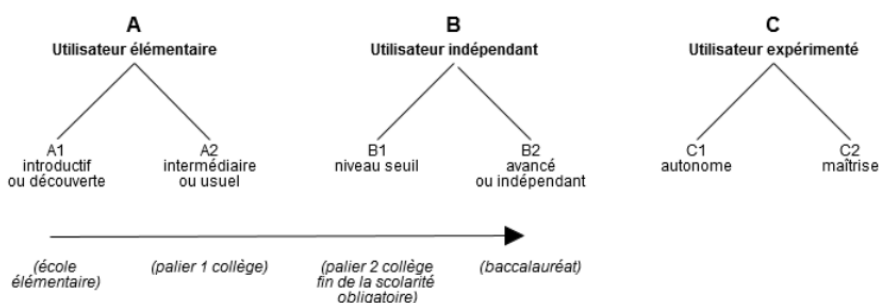 A
Utilisateur élémentaire
B
Utilisateur indépendant
C
Utilisateur expérimenté
A1
introductif
ou découverte
A2
intermédiaire
ou usuel
B1
niveau seuil
B2
avancé
ou indépendant
C1
autonome
C2
maîtrise
(école
élémentaire)
(palier 1 collège)
(palier 2 collège
fin de la scolarité
obligatoire)
(baccalauréat)